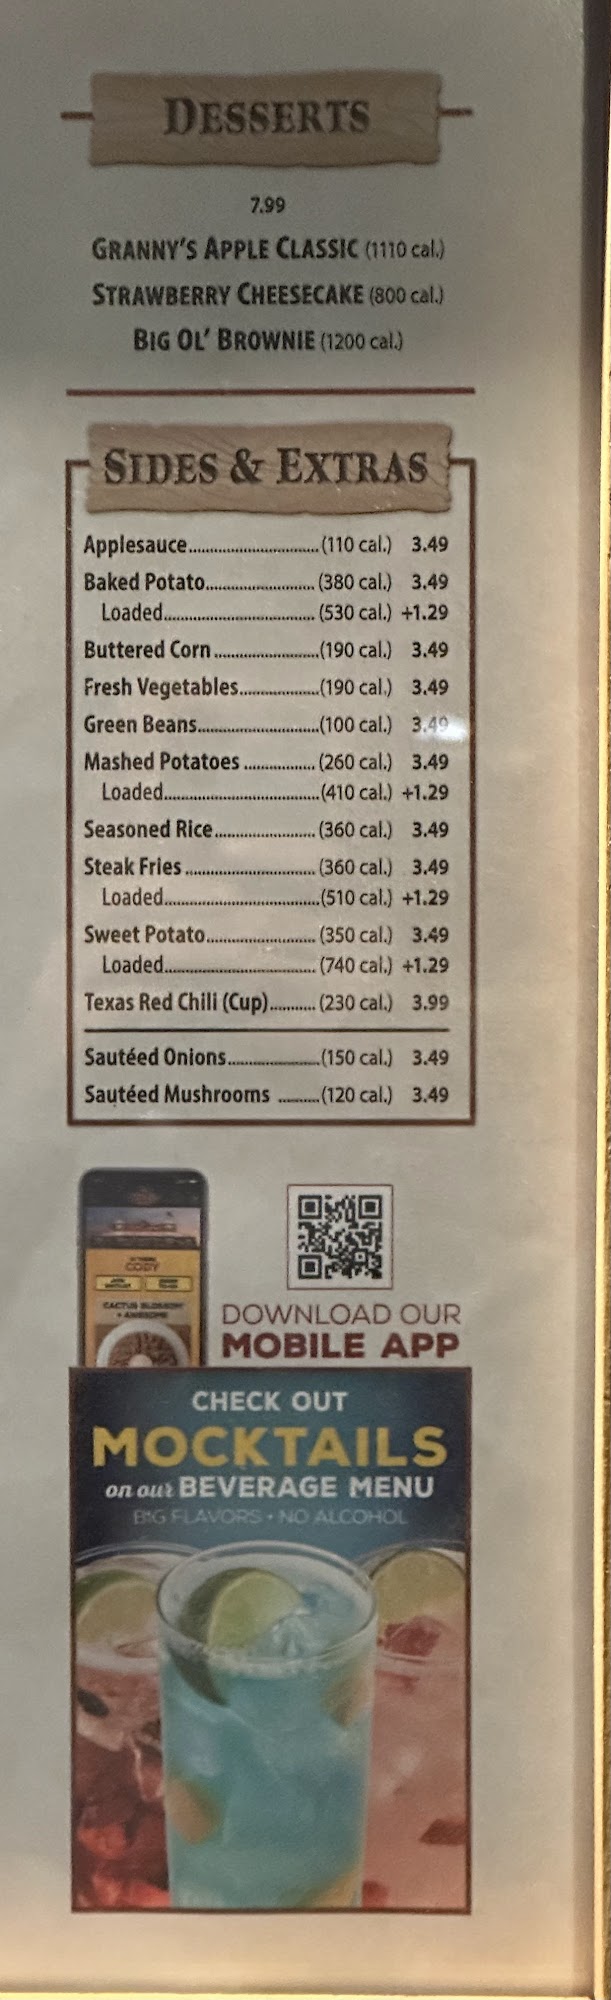 DESSERTS
7.99
GRANNY'S APPLE CLASSIC (1110 cal.)
STRAWBERRY CHEESECAKE (800 cal.)
BIG OL' BROWNIE (1200 cal.)
SIDES & EXTRAS
Applesauce..............................(110 cal.) 3.49
Baked Potato.........................(380 cal.) 3.49
Loaded...................................(530 cal.) +1.29
Buttered Corn........................(190 cal.) 3.49
Fresh Vegetables..................(190 cal.) 3.49
Green Beans............................(100 cal.) 3.49
Mashed Potatoes................(260 cal.) 3.49
Loaded...................................(410 cal.) +1.29
Seasoned Rice.......................(360 cal.) 3.49
Steak Fries..............................(360 cal.) 3.49
Loaded...................................(510 cal.) +1.29
Sweet Potato.........................(350 cal.) 3.49
Loaded...................................(740 cal.) +1.29
Texas Red Chili (Cup)..........(230 cal.) 3.99
Sautéed Onions.....................(150 cal.) 3.49
Sautéed Mushrooms.........(120 cal.) 3.49
CODY
CACTUS BLOSSOM
+ AWESOME
DOWNLOAD OUR
MOBILE APP
CHECK OUT
MOCKTAILS
on our BEVERAGE MENU
BIG FLAVORS • NO ALCOHOL